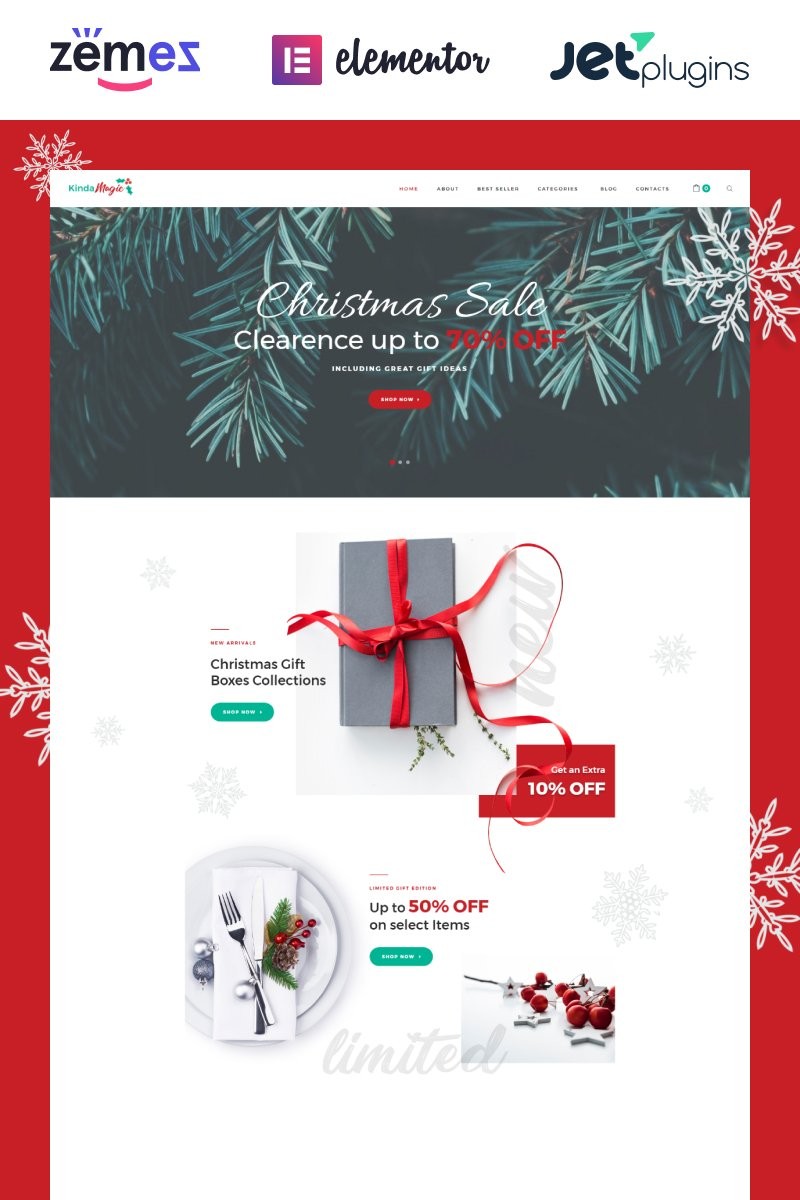 zemez
elementor
Jetplugins
KindaMagic
HOME ABOUT BEST SELLER CATEGORIES BLOG CONTACTS 0
Christmas Sale
Clearence up to 70% OFF
INCLUDING GREAT GIFT IDEAS
SHOP NOW
new
NEW ARRIVALS
Christmas Gift
Boxes Collections
SHOP NOW
Get an Extra
10% OFF
LIMITED GIFT EDITION
Up to 50% OFF
on select Items
SHOP NOW
limited